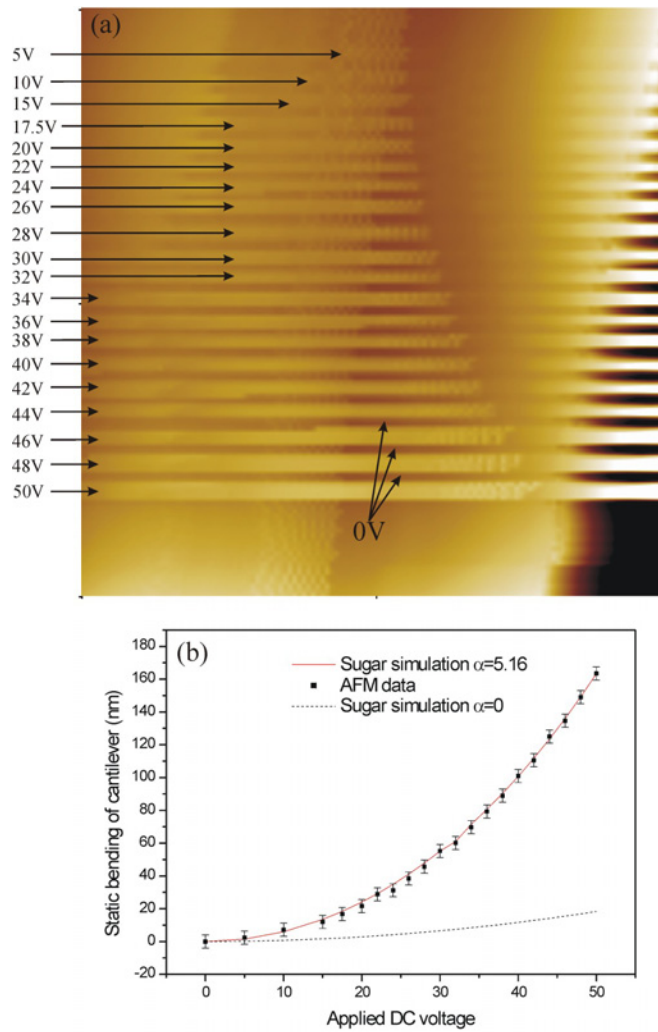 (a)
5V
10V
15V
17.5V
20V
22V
24V
26V
28V
30V
32V
34V
36V
38V
40V
42V
44V
46V
48V
50V
0V
(b)
Sugar simulation α=5.16
AFM data
Sugar simulation α=0
Static bending of cantilever (nm)
180
160
140
120
100
80
60
40
20
0
-20
0 10 20 30 40 50
Applied DC voltage